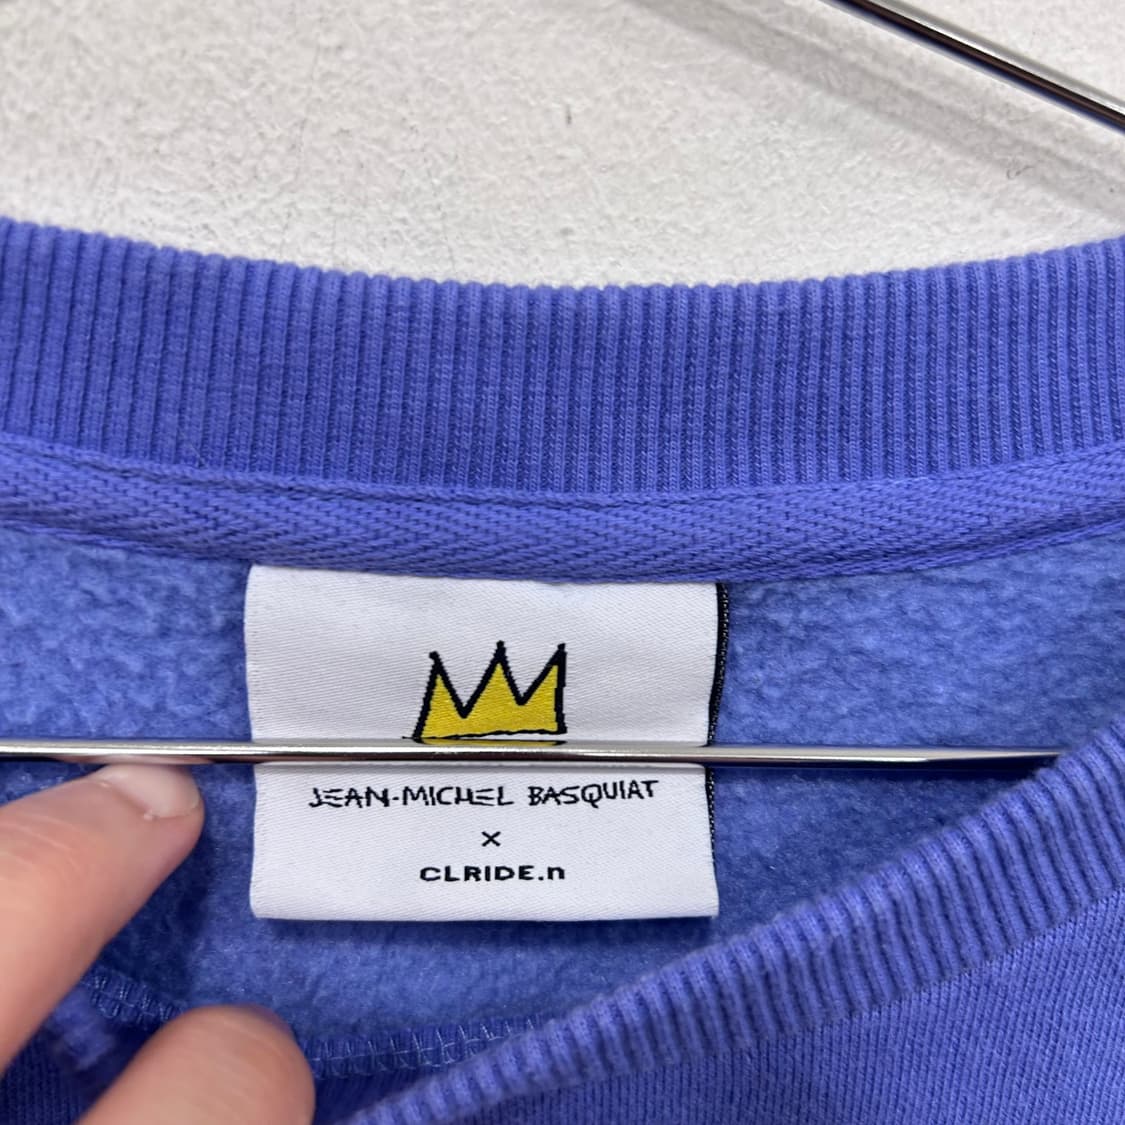 JEAN-MICHEL BASQUIAT
×
CLRIDE.n